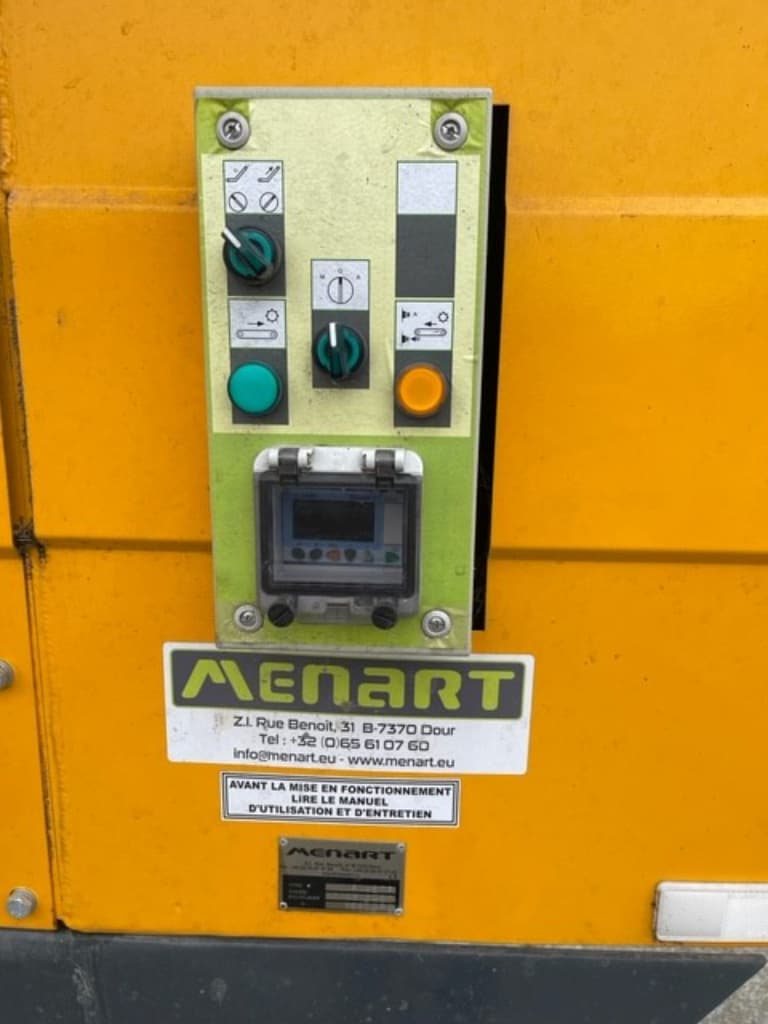 M O A
A
MENART
Z.I. Rue Benoît, 31 B-7370 Dour
Tel : +32 (0)65 61 07 60
info@menart.eu - www.menart.eu
AVANT LA MISE EN FONCTIONNEMENT
LIRE LE MANUEL
D'UTILISATION ET D'ENTRETIEN
MENART